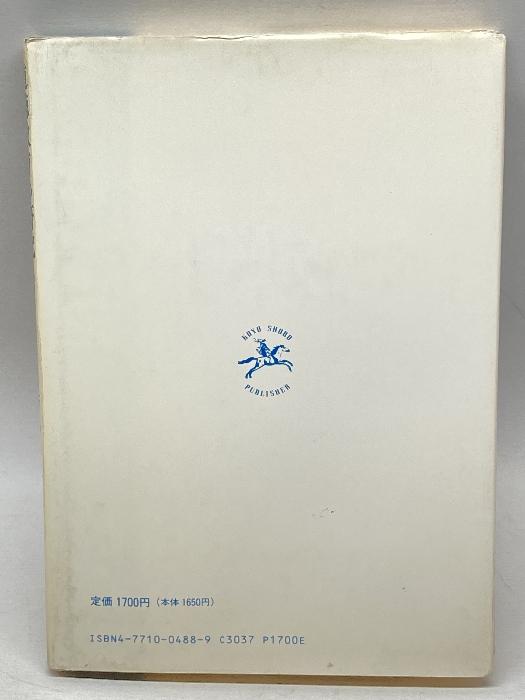 KOYO SHOBO
PUBLISHER
定価 1700円（本体 1650円）
ISBN4-7710-0488-9 C3037 P1700E